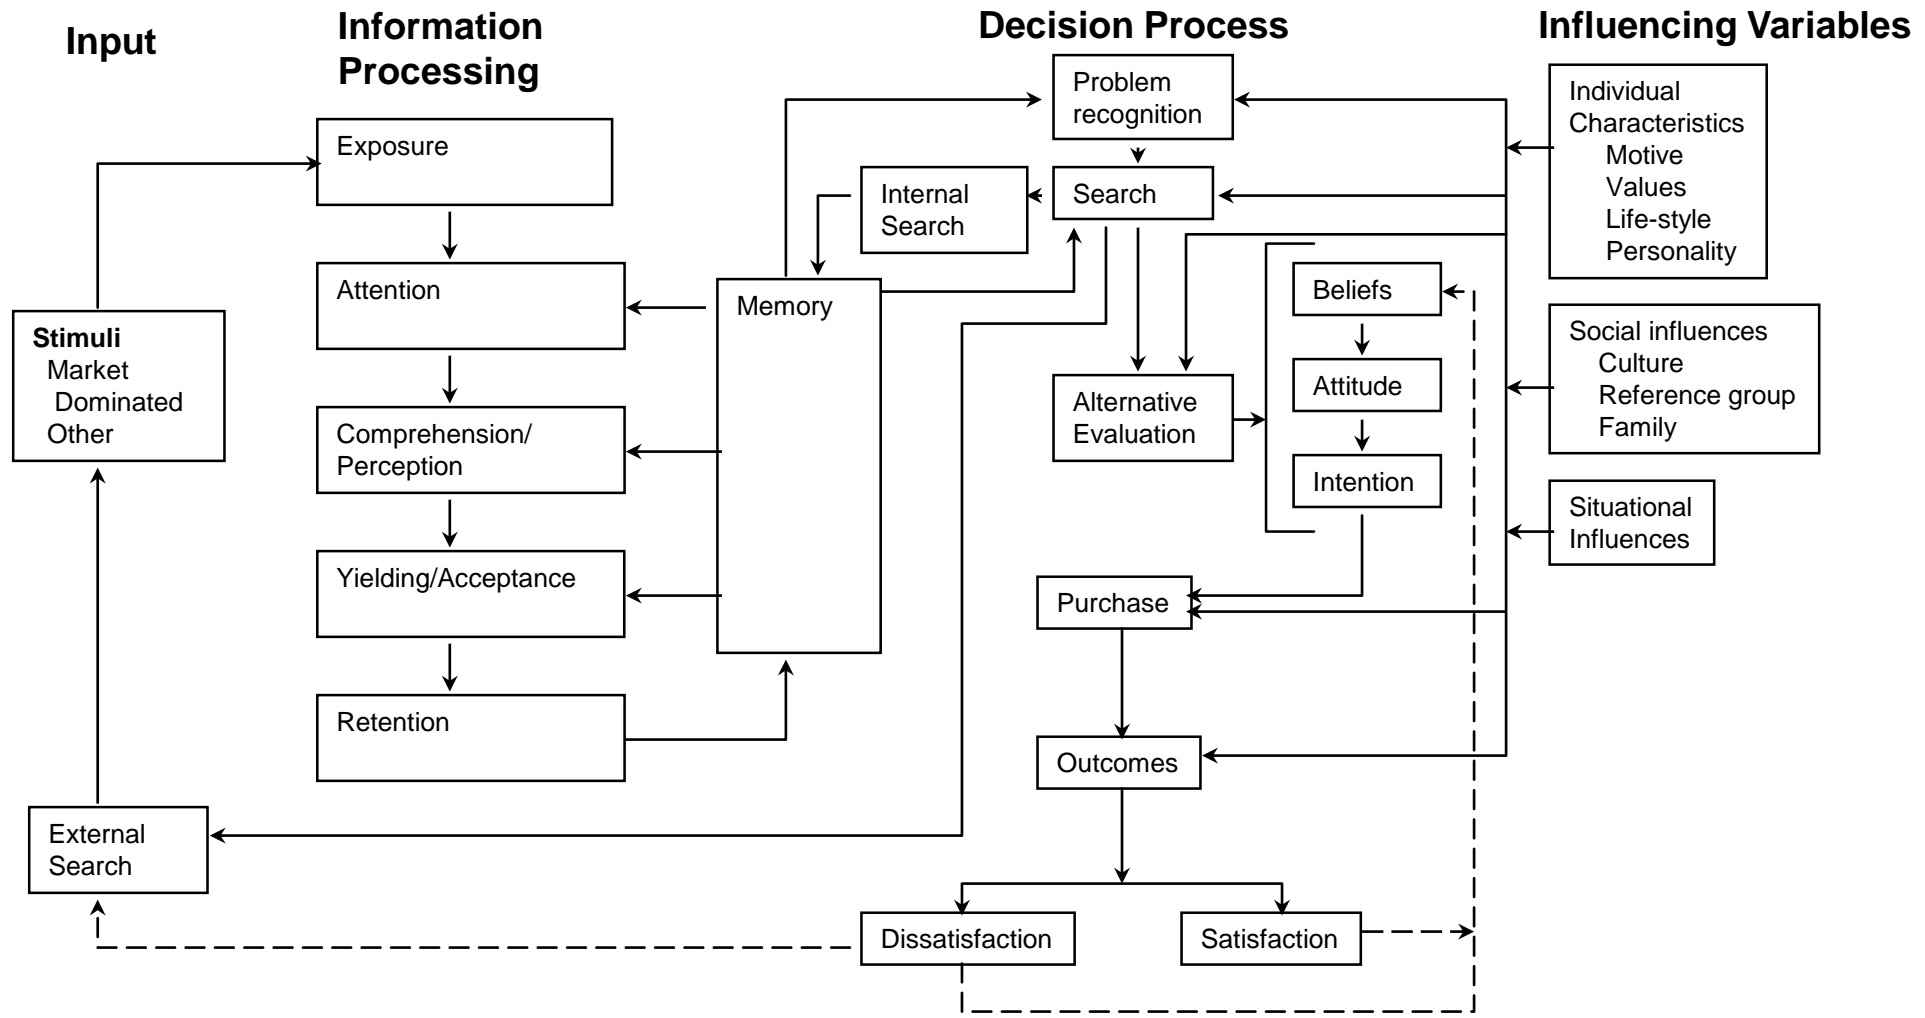 Input
Information
Processing
Decision Process
Influencing Variables
Exposure
Attention
Comprehension/
Perception
Yielding/Acceptance
Retention
Stimuli
Market
Dominated
Other
External
Search
Memory
Internal
Search
Problem
recognition
Search
Alternative
Evaluation
Beliefs
Attitude
Intention
Purchase
Outcomes
Dissatisfaction
Satisfaction
Individual
Characteristics
Motive
Values
Life-style
Personality
Social influences
Culture
Reference group
Family
Situational
Influences